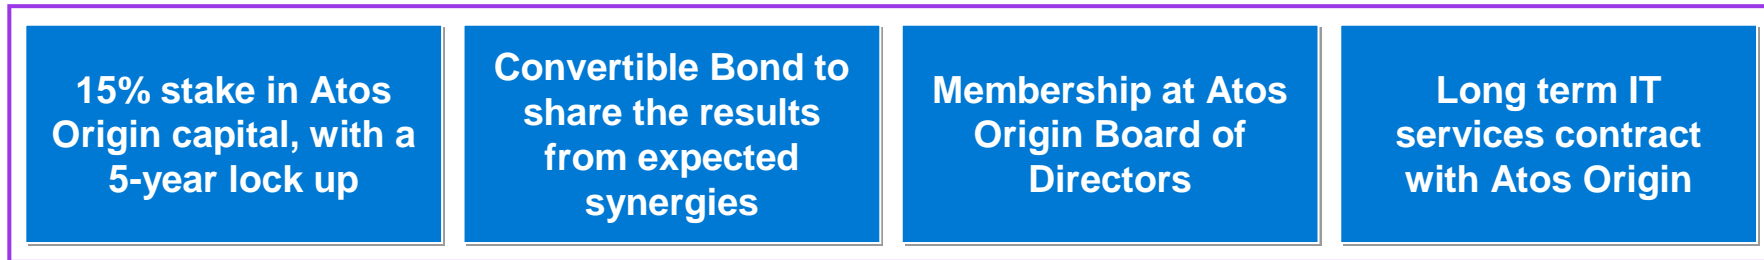 15% stake in Atos
Origin capital, with a
5-year lock up
Convertible Bond to
share the results
from expected
synergies
Membership at Atos
Origin Board of
Directors
Long term IT
services contract
with Atos Origin